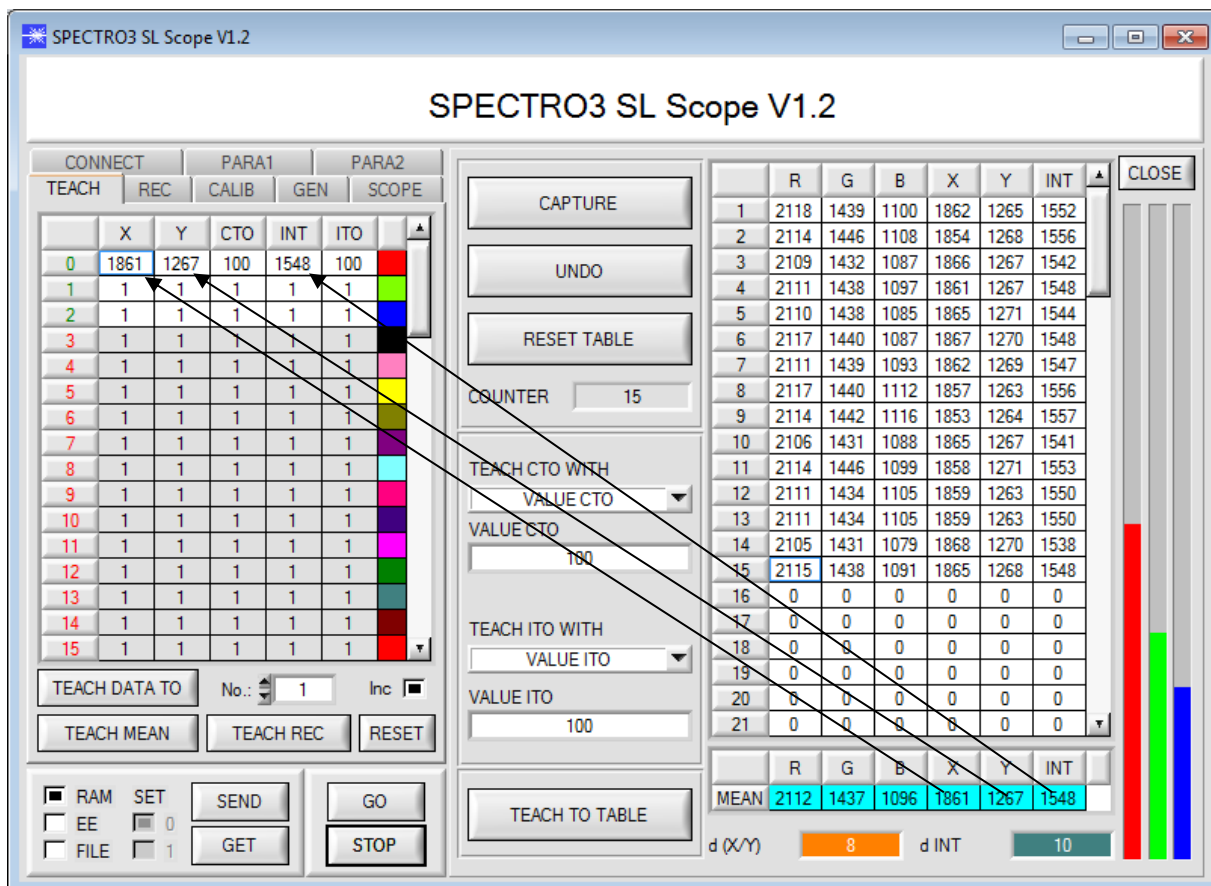 SPECTRO3 SL Scope V1.2
SPECTRO3 SL Scope V1.2
CONNECT PARA1 PARA2
TEACH REC CALIB GEN SCOPE
X Y CTO INT ITO
0 1861 1267 100 1548 100
1 1 1 1 1 1
2 1 1 1 1 1
3 1 1 1 1 1
4 1 1 1 1 1
5 1 1 1 1 1
6 1 1 1 1 1
7 1 1 1 1 1
8 1 1 1 1 1
9 1 1 1 1 1
10 1 1 1 1 1
11 1 1 1 1 1
12 1 1 1 1 1
13 1 1 1 1 1
14 1 1 1 1 1
15 1 1 1 1 1
TEACH DATA TO No.: 1 Inc
TEACH MEAN TEACH REC RESET
RAM SET SEND GO
EE 0
FILE 1 GET STOP
CAPTURE
UNDO
RESET TABLE
COUNTER 15
TEACH CTO WITH
VALUE CTO
VALUE CTO
100
TEACH ITO WITH
VALUE ITO
VALUE ITO
100
TEACH TO TABLE
R G B X Y INT
1 2118 1439 1100 1862 1265 1552
2 2114 1446 1108 1854 1268 1556
3 2109 1432 1087 1866 1267 1542
4 2111 1438 1097 1861 1267 1548
5 2110 1438 1085 1865 1271 1544
6 2117 1440 1087 1867 1270 1548
7 2111 1439 1093 1862 1269 1547
8 2117 1440 1112 1857 1263 1556
9 2114 1442 1116 1853 1264 1557
10 2106 1431 1088 1865 1267 1541
11 2114 1446 1099 1858 1271 1553
12 2111 1434 1105 1859 1263 1550
13 2111 1434 1105 1859 1263 1550
14 2105 1431 1079 1868 1270 1538
15 2115 1438 1091 1865 1268 1548
16 0 0 0 0 0 0
17 0 0 0 0 0 0
18 0 0 0 0 0 0
19 0 0 0 0 0 0
20 0 0 0 0 0 0
21 0 0 0 0 0 0
R G B X Y INT
MEAN 2112 1437 1096 1861 1267 1548
d (X/Y) 8 d INT 10
CLOSE